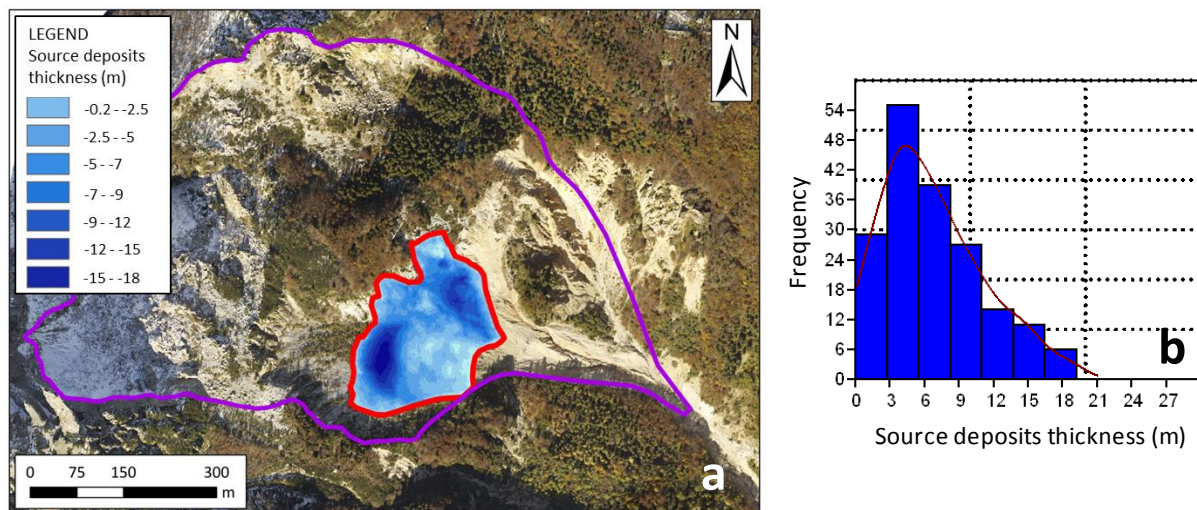 LEGEND
Source deposits
thickness (m)
-0.2 - -2.5
-2.5 - -5
-5 - -7
-7 - -9
-9 - -12
-12 - -15
-15 - -18
N
0 75 150 300
m
a
Frequency
54
48
42
36
30
24
18
12
6
0
0 3 6 9 12 15 18 21 24 27
Source deposits thickness (m)
b